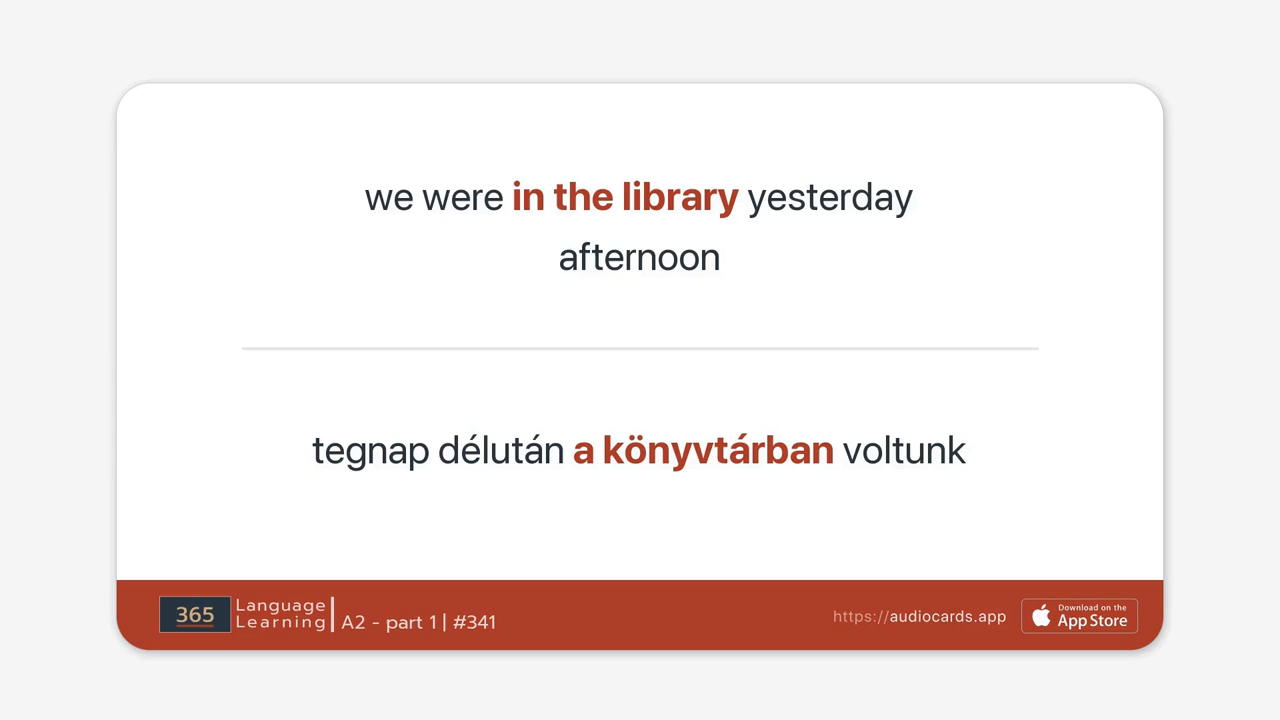 we were in the library yesterday
afternoon
tegnap délután a könyvtárban voltunk
365 Language
Learning
A2 - part 1 | #341
https://audiocards.app
Download on the
App Store